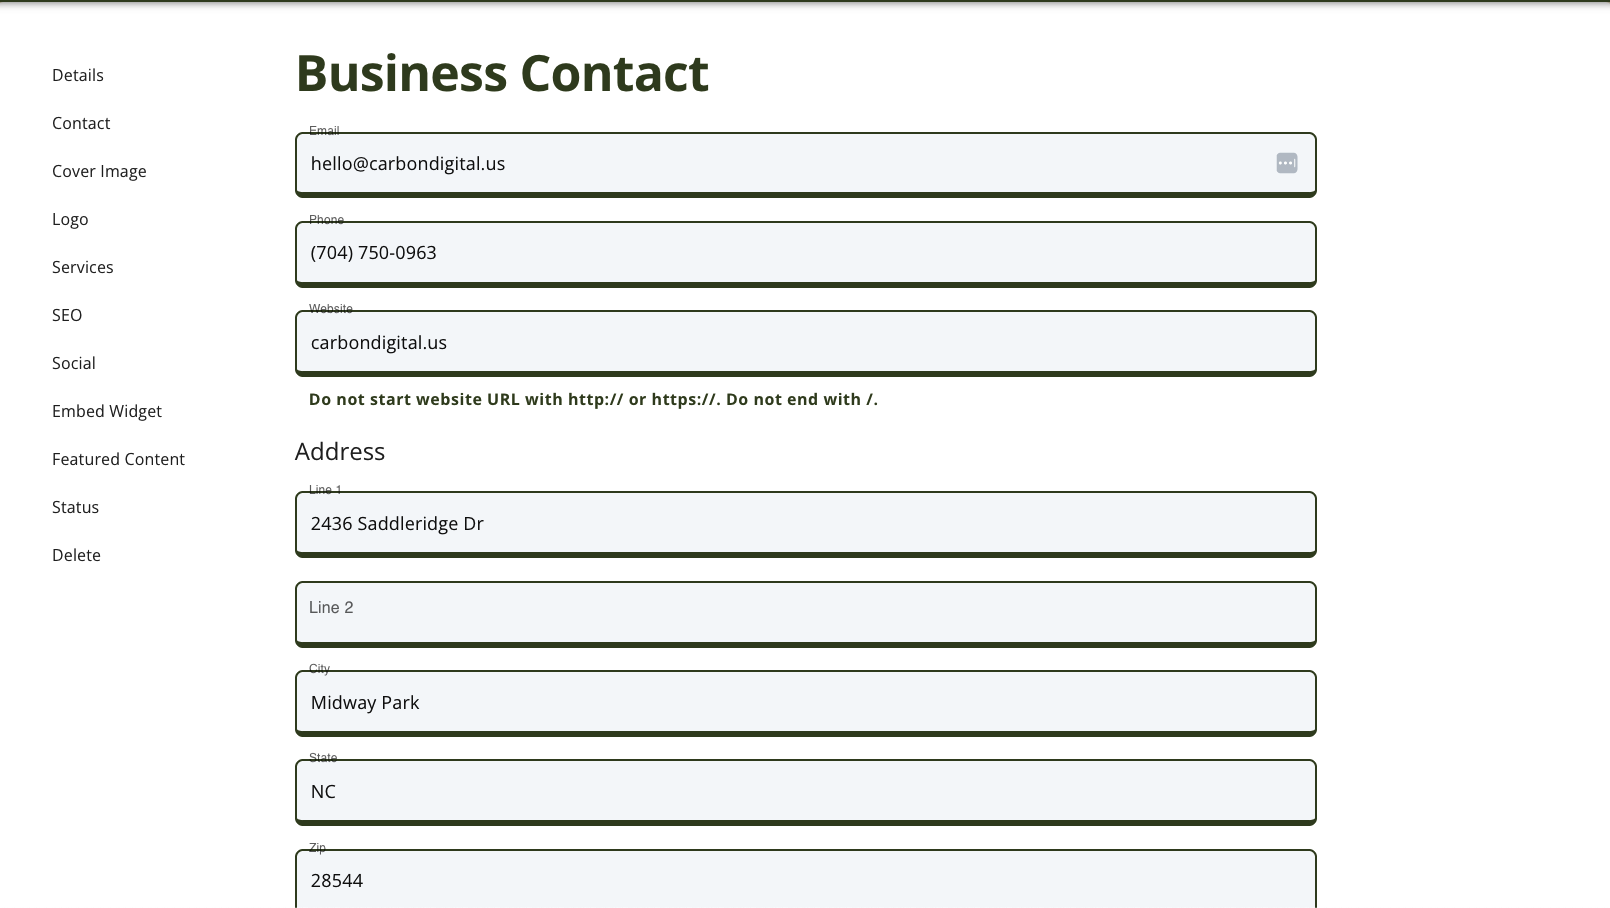 Details
Contact
Cover Image
Logo
Services
SEO
Social
Embed Widget
Featured Content
Status
Delete
Business Contact
Email
hello@carbondigital.us
Phone
(704) 750-0963
Website
carbondigital.us
Do not start website URL with http:// or https://. Do not end with /.
Address
Line 1
2436 Saddleridge Dr
Line 2
City
Midway Park
State
NC
Zip
28544